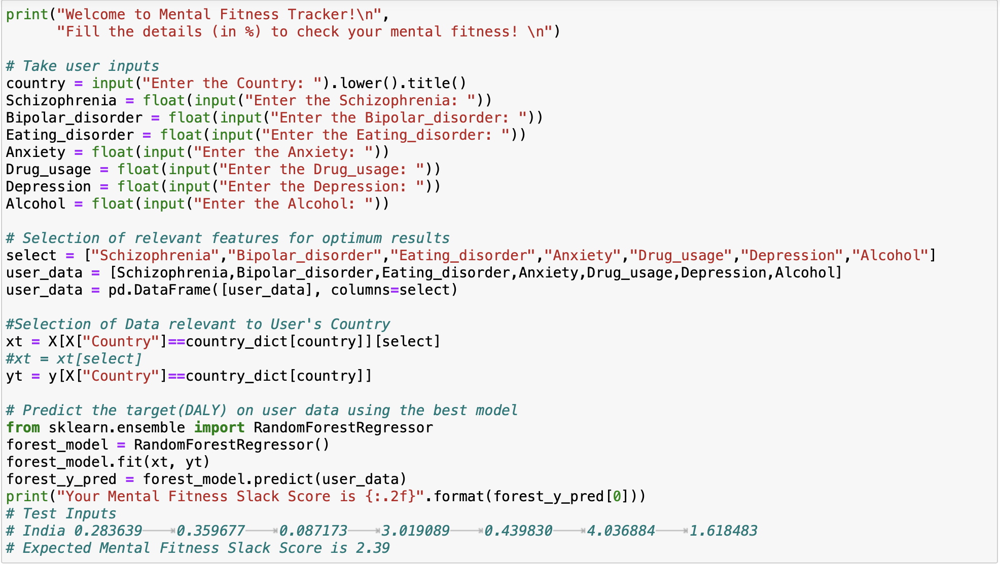 print("Welcome to Mental Fitness Tracker!\n",
      "Fill the details (in %) to check your mental fitness! \n")

# Take user inputs
country = input("Enter the Country: ").lower().title()
Schizophrenia = float(input("Enter the Schizophrenia: "))
Bipolar_disorder = float(input("Enter the Bipolar_disorder: "))
Eating_disorder = float(input("Enter the Eating_disorder: "))
Anxiety = float(input("Enter the Anxiety: "))
Drug_usage = float(input("Enter the Drug_usage: "))
Depression = float(input("Enter the Depression: "))
Alcohol = float(input("Enter the Alcohol: "))

# Selection of relevant features for optimum results
select = ["Schizophrenia","Bipolar_disorder","Eating_disorder","Anxiety","Drug_usage","Depression","Alcohol"]
user_data = [Schizophrenia,Bipolar_disorder,Eating_disorder,Anxiety,Drug_usage,Depression,Alcohol]
user_data = pd.DataFrame([user_data], columns=select)

#Selection of Data relevant to User's Country
xt = X[X["Country"]==country_dict[country]][select]
#xt = xt[select]
yt = y[X["Country"]==country_dict[country]]

# Predict the target(DALY) on user data using the best model
from sklearn.ensemble import RandomForestRegressor
forest_model = RandomForestRegressor()
forest_model.fit(xt, yt)
forest_y_pred = forest_model.predict(user_data)
print("Your Mental Fitness Slack Score is {:.2f}".format(forest_y_pred[0]))
# Test Inputs
# India 0.283639	0.359677	0.087173	3.019089	0.439830	4.036884	1.618483
# Expected Mental Fitness Slack Score is 2.39